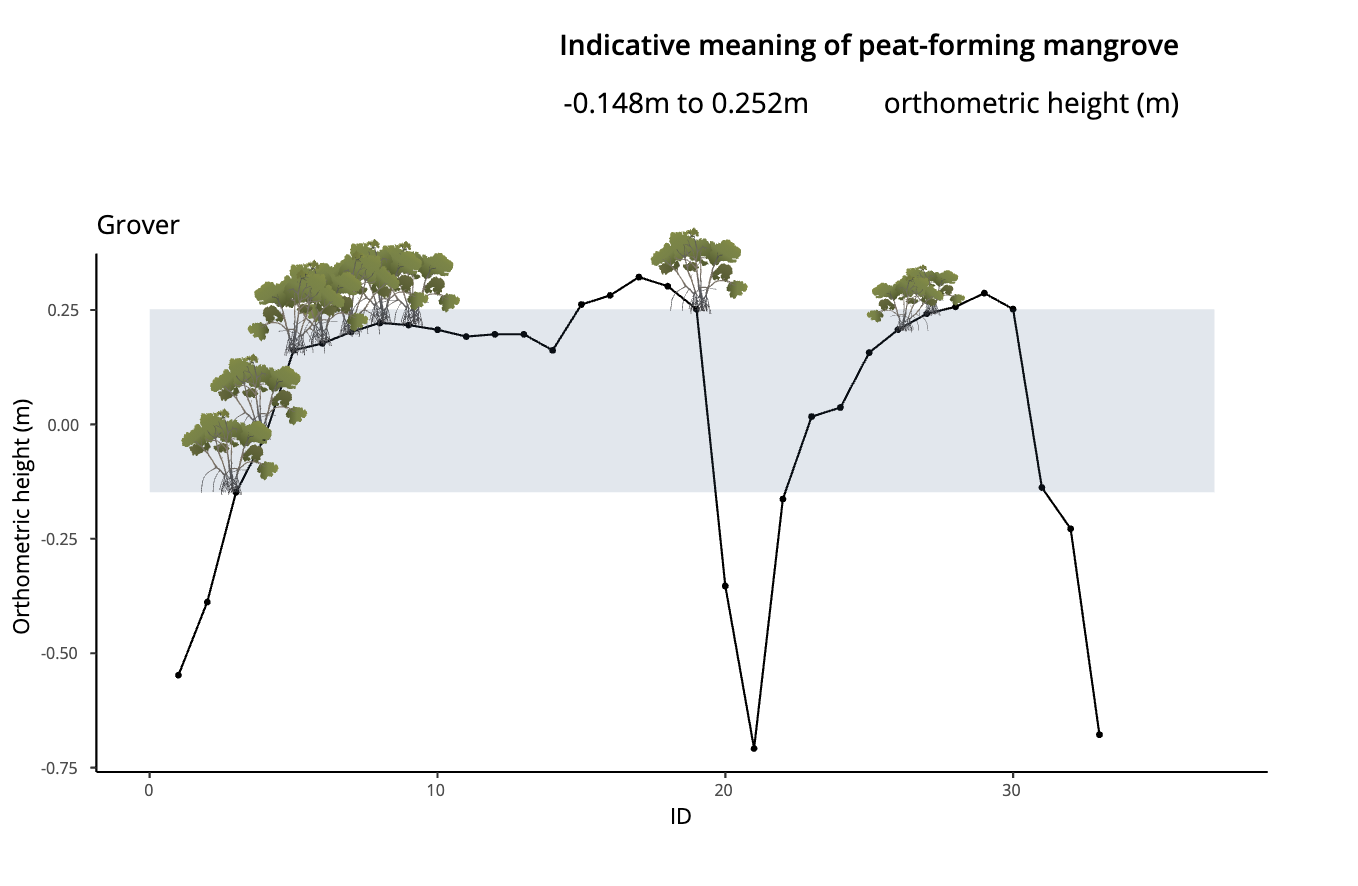 Indicative meaning of peat-forming mangrove
-0.148m to 0.252m orthometric height (m)
Grover
Orthometric height (m)
0.25
0.00
-0.25
-0.50
-0.75
0 10 20 30
ID